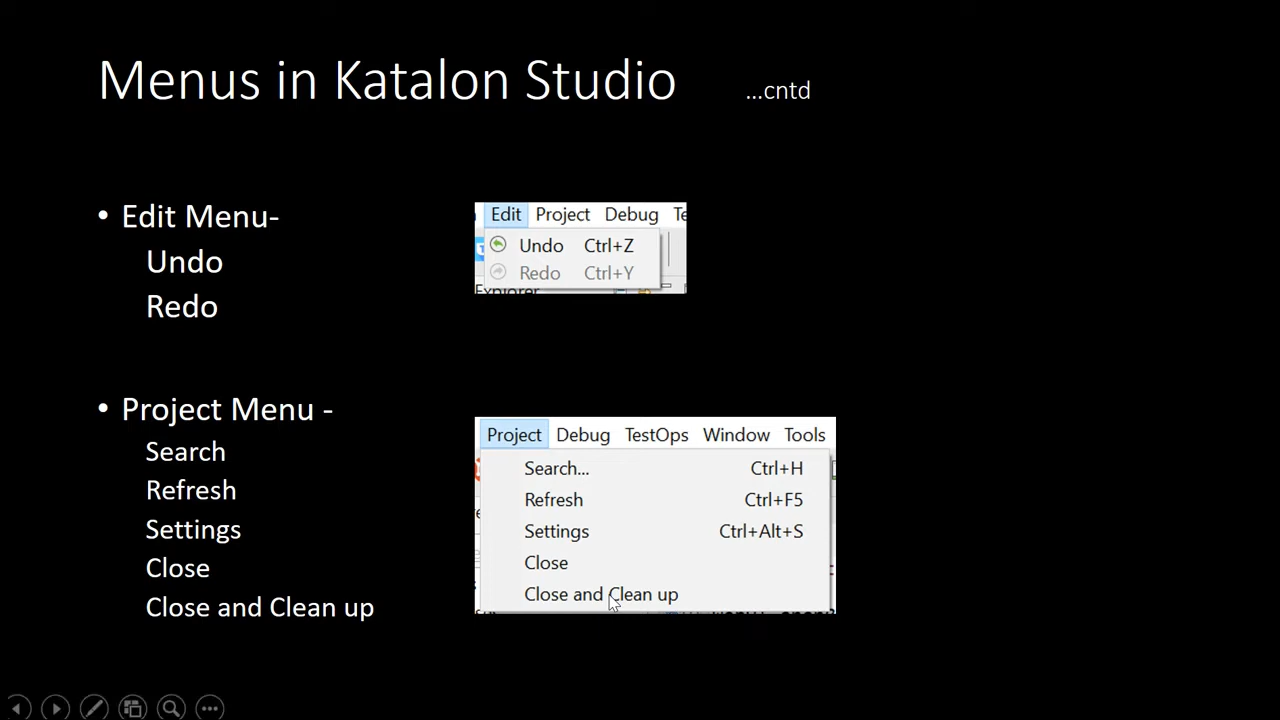 Menus in Katalon Studio ...cntd
• Edit Menu-
Undo
Redo
Edit Project Debug
Undo Ctrl+Z
Redo Ctrl+Y
Explorer
• Project Menu -
Search
Refresh
Settings
Close
Close and Clean up
Project Debug TestOps Window Tools
Search... Ctrl+H
Refresh Ctrl+F5
Settings Ctrl+Alt+S
Close
Close and Clean up